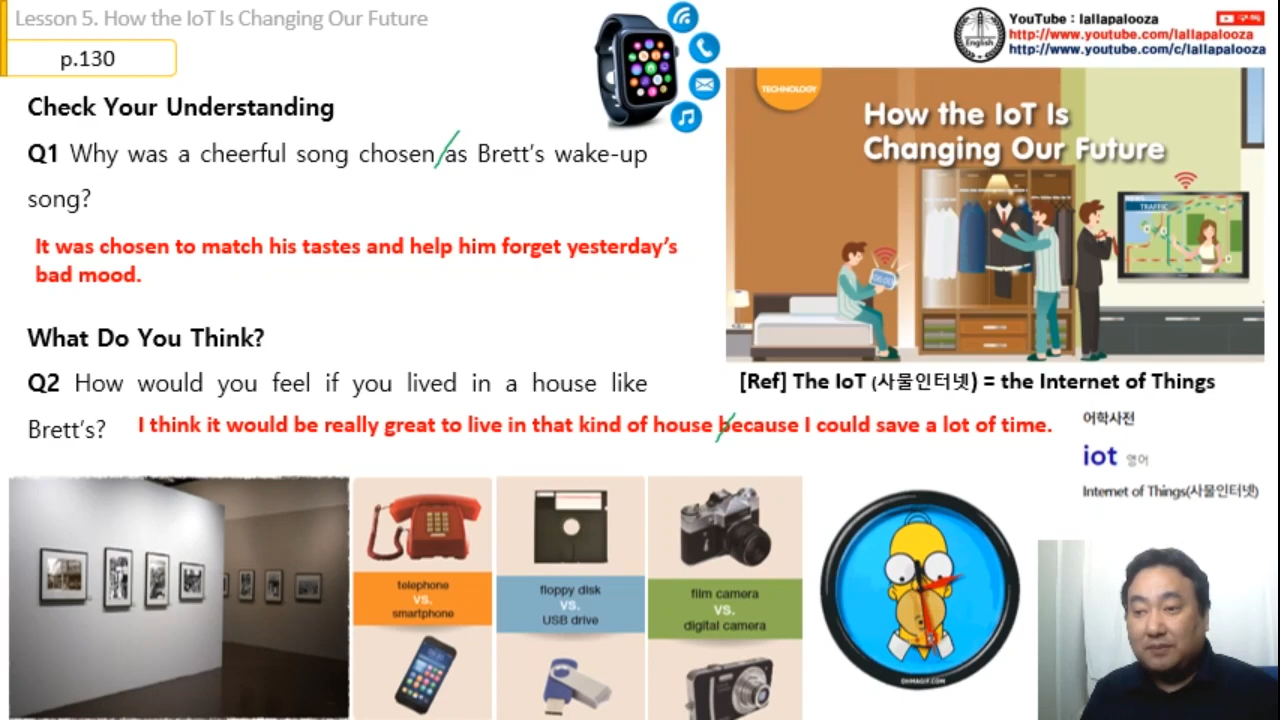 Lesson 5. How the IoT Is Changing Our Future
p.130
YouTube : lallapalooza
http://www.youtube.com/lallapalooza
http://www.youtube.com/c/lallapalooza
English
Check Your Understanding
Q1 Why was a cheerful song chosen as Brett's wake-up
song?
It was chosen to match his tastes and help him forget yesterday's
bad mood.
What Do You Think?
Q2 How would you feel if you lived in a house like
Brett's?
I think it would be really great to live in that kind of house because I could save a lot of time.
TECHNOLOGY
How the IoT Is
Changing Our Future
NEWS
TRAFFIC
[Ref] The IoT (사물인터넷) = the Internet of Things
어학사전
iot 영어
Internet of Things(사물인터넷)
telephone
VS.
smartphone
floppy disk
VS.
USB drive
film camera
VS.
digital camera
OHMAGIF.COM